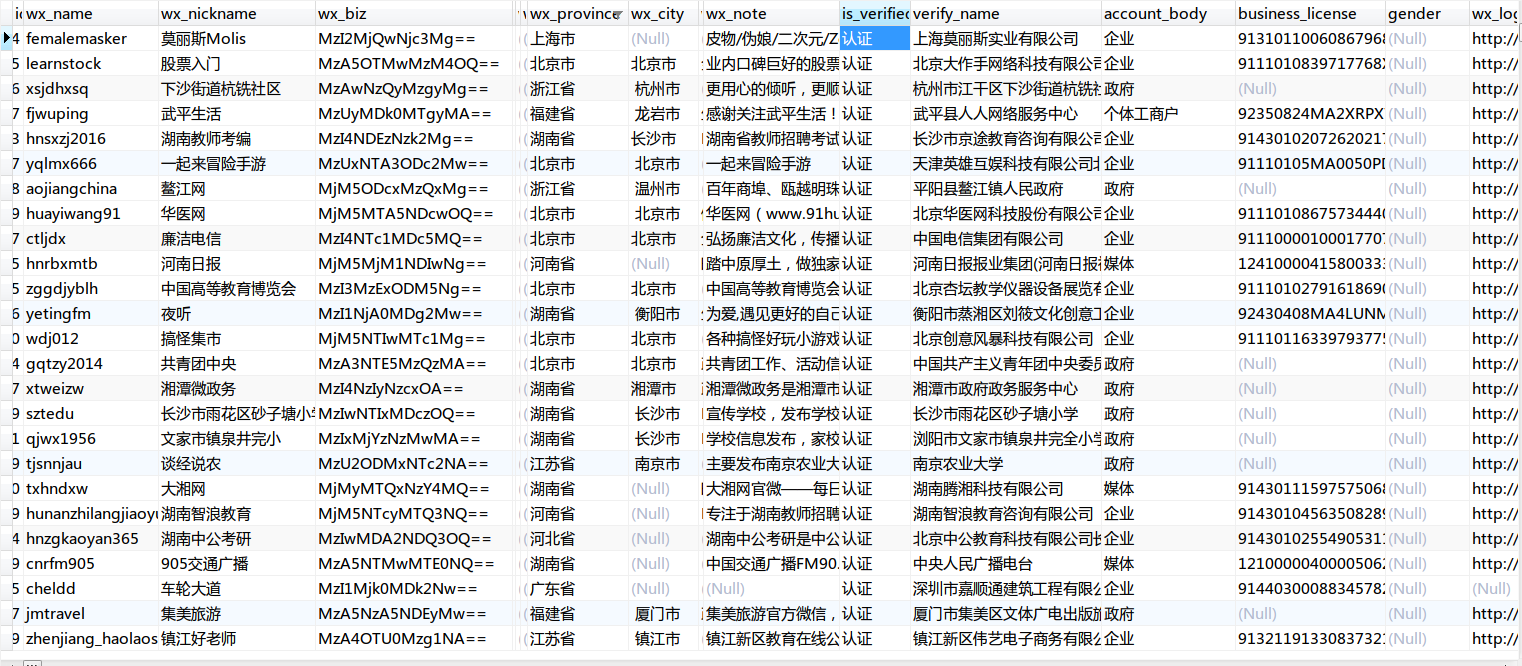 wx_name wx_nickname wx_biz wx_province wx_city wx_note is_verified verify_name account_body business_license gender wx_log
4 femalemasker 莫丽斯Molis MzI2MjQwNjc3Mg== 上海市 (Null) 皮物/伪娘/二次元/Z 认证 上海莫丽斯实业有限公司 企业 91310110060867968 (Null) http://
5 learnstock 股票入门 MzA5OTMwMzM4OQ== 北京市 北京市 业内口碑巨好的股票 认证 北京大作手网络科技有限公司 企业 9111010839717768 (Null) http://
6 xsjdhxsq 下沙街道杭铣社区 MzAwNzQyMzgyMg== 浙江省 杭州市 更用心的倾听，更顺 认证 杭州市江干区下沙街道杭铣社 政府 (Null) (Null) http://
7 fjwuping 武平生活 MzUyMDk0MTgyMA== 福建省 龙岩市 感谢关注武平生活！ 认证 武平县人人网络服务中心 个体工商户 92350824MA2XRPX (Null) http://
3 hnsxzj2016 湖南教师考编 MzI4NDEzNzk2Mg== 湖南省 长沙市 湖南省教师招聘考试 认证 长沙市京途教育咨询有限公司 企业 91430102072620217 (Null) http://
7 yqlmx666 一起来冒险手游 MzUxNTA3ODc2Mw== 北京市 北京市 一起来冒险手游 认证 天津英雄互娱科技有限公司北 企业 91110105MA0050P (Null) http://
8 aojiangchina 鳌江网 MjM5ODcxMzQxMg== 浙江省 温州市 百年商埠、瓯越明珠 认证 平阳县鳌江镇人民政府 政府 (Null) (Null) http://
9 huayiwang91 华医网 MjM5MTA5NDcwOQ== 北京市 北京市 华医网（www.91hu 认证 北京华医网科技股份有限公司 企业 91110108675734440 (Null) http://
7 ctljdx 廉洁电信 MzI4NTc1MDc5MQ== 北京市 北京市 弘扬廉洁文化，传播 认证 中国电信集团有限公司 企业 91110000100017707 (Null) http://
5 hnrbxmtb 河南日报 MjM5MjM1NDIwNg== 河南省 (Null) 踏中原厚土，做独家 认证 河南日报报业集团(河南日报社 媒体 12410000415800333 (Null) http://
5 zggdjyblh 中国高等教育博览会 MzI3MzExODM5Ng== 北京市 北京市 中国高等教育博览会 认证 北京杏坛教学仪器设备展览有 企业 91110102791618690 (Null) http://
6 yetingfm 夜听 MzI1NjA0MDg2Mw== 湖南省 衡阳市 为爱,遇见更好的自己 认证 衡阳市蒸湘区刘筱文化创意工 企业 92430408MA4LUNM (Null) http://
0 wdj012 搞怪集市 MjM5NTIwMTc1Mg== 北京市 北京市 各种搞怪好玩小游戏 认证 北京创意风暴科技有限公司 企业 91110116339793775 (Null) http://
4 gqtzy2014 共青团中央 MzA3NTE5MzQzMA== 北京市 北京市 共青团工作、活动信 认证 中国共产主义青年团中央委员 政府 (Null) (Null) http://
7 xtweizw 湘潭微政务 MzI4NzIyNzcxOA== 湖南省 湘潭市 湘潭微政务是湘潭市 认证 湘潭市政府政务服务中心 政府 (Null) (Null) http://
9 sztedu 长沙市雨花区砂子塘小学 MzIwNTIxMDczOQ== 湖南省 长沙市 宣传学校，发布学校 认证 长沙市雨花区砂子塘小学 政府 (Null) (Null) http://
1 qjwx1956 文家市镇泉井完小 MzIxMjYzNzMwMA== 湖南省 长沙市 学校信息发布，家校 认证 浏阳市文家市镇泉井完全小学 政府 (Null) (Null) http://
9 tjsnnjau 谈经说农 MzU2ODMxNTc2NA== 江苏省 南京市 主要发布南京农业大 认证 南京农业大学 政府 (Null) (Null) http://
0 txhndxw 大湘网 MjMyMTQxNzY4MQ== 湖南省 (Null) 大湘网官微——每日 认证 湖南腾湘科技有限公司 媒体 91430111597575068 (Null) http://
9 hunanzhilangjiaoyu 湖南智浪教育 MjM5NTcyMTQ3NQ== 河南省 (Null) 专注于湖南教师招聘 认证 湖南智浪教育咨询有限公司 企业 91430104563508289 (Null) http://
4 hnzgkaoyan365 湖南中公考研 MzIwMDA2NDQ3OQ== 河北省 (Null) 湖南中公考研是中公 认证 北京中公教育科技有限公司长 企业 91430102554905311 (Null) http://
9 cnrfm905 905交通广播 MzA5NTMwMTE0NQ== 湖南省 (Null) 中国交通广播FM90. 认证 中央人民广播电台 媒体 12100000400005062 (Null) http://
5 cheldd 车轮大道 MzI1Mjk0MDk2Nw== 广东省 (Null) (Null) 认证 深圳市嘉顺通建筑工程有限公 企业 91440300088345782 (Null) (Null)
7 jmtravel 集美旅游 MzA5NzA5NDEyMw== 福建省 厦门市 集美旅游官方微信， 认证 厦门市集美区文体广电出版旅 政府 (Null) (Null) http://
9 zhenjiang_haolaos 镇江好老师 MzA4OTU0Mzg1NA== 江苏省 镇江市 镇江新区教育在线公 认证 镇江新区伟艺电子商务有限公 企业 91321191330837321 (Null) http://